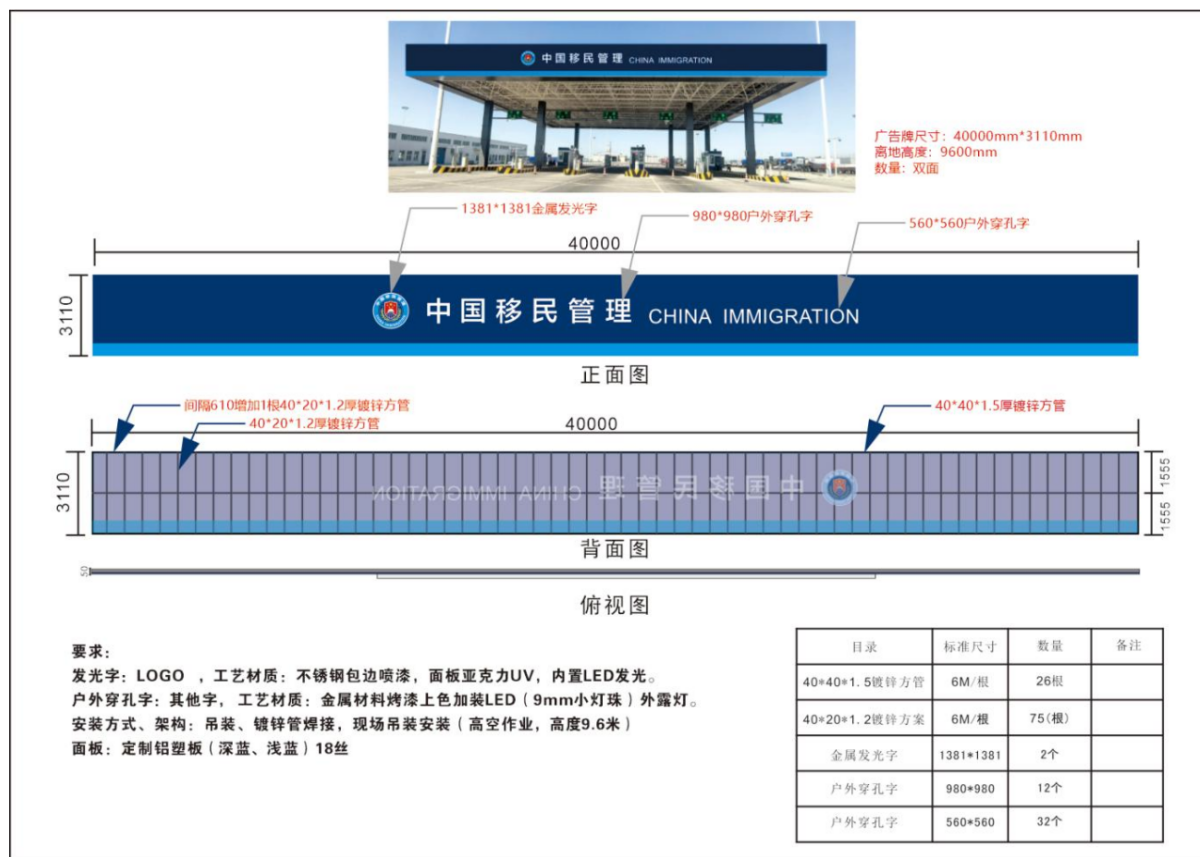 中国移民管理 CHINA IMMIGRATION
广告牌尺寸：40000mm*3110mm
离地高度：9600mm
数量：双面
1381*1381金属发光字
980*980户外穿孔字
560*560户外穿孔字
40000
3110
中国移民管理 CHINA IMMIGRATION
正面图
间隔610增加1根40*20*1.2厚镀锌方管
40*20*1.2厚镀锌方管
40*40*1.5厚镀锌方管
40000
3110
中国移民管理 CHINA IMMIGRATION
1555
1555
背面图
50
俯视图
要求：
发光字：LOGO ，工艺材质：不锈钢包边喷漆，面板亚克力UV，内置LED发光。
户外穿孔字：其他字，工艺材质：金属材料烤漆上色加装LED（9mm小灯珠）外露灯。
安装方式、架构：吊装、镀锌管焊接，现场吊装安装（高空作业，高度9.6米）
面板：定制铝塑板（深蓝、浅蓝）18丝
目录 标准尺寸 数量 备注
40*40*1.5镀锌方管 6M/根 26根
40*20*1.2镀锌方案 6M/根 75(根)
金属发光字 1381*1381 2个
户外穿孔字 980*980 12个
户外穿孔字 560*560 32个